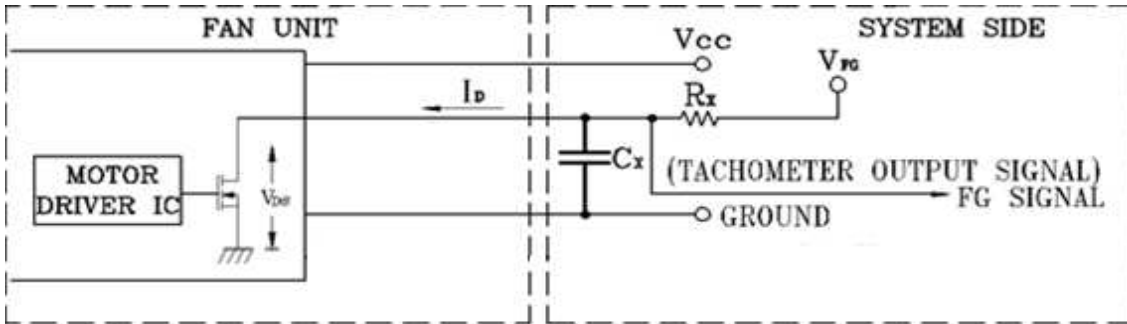 FAN UNIT
SYSTEM SIDE
Vcc
VFG
ID
Rx
Cx
(TACHOMETER OUTPUT SIGNAL)
FG SIGNAL
MOTOR
DRIVER IC
VDS
GROUND